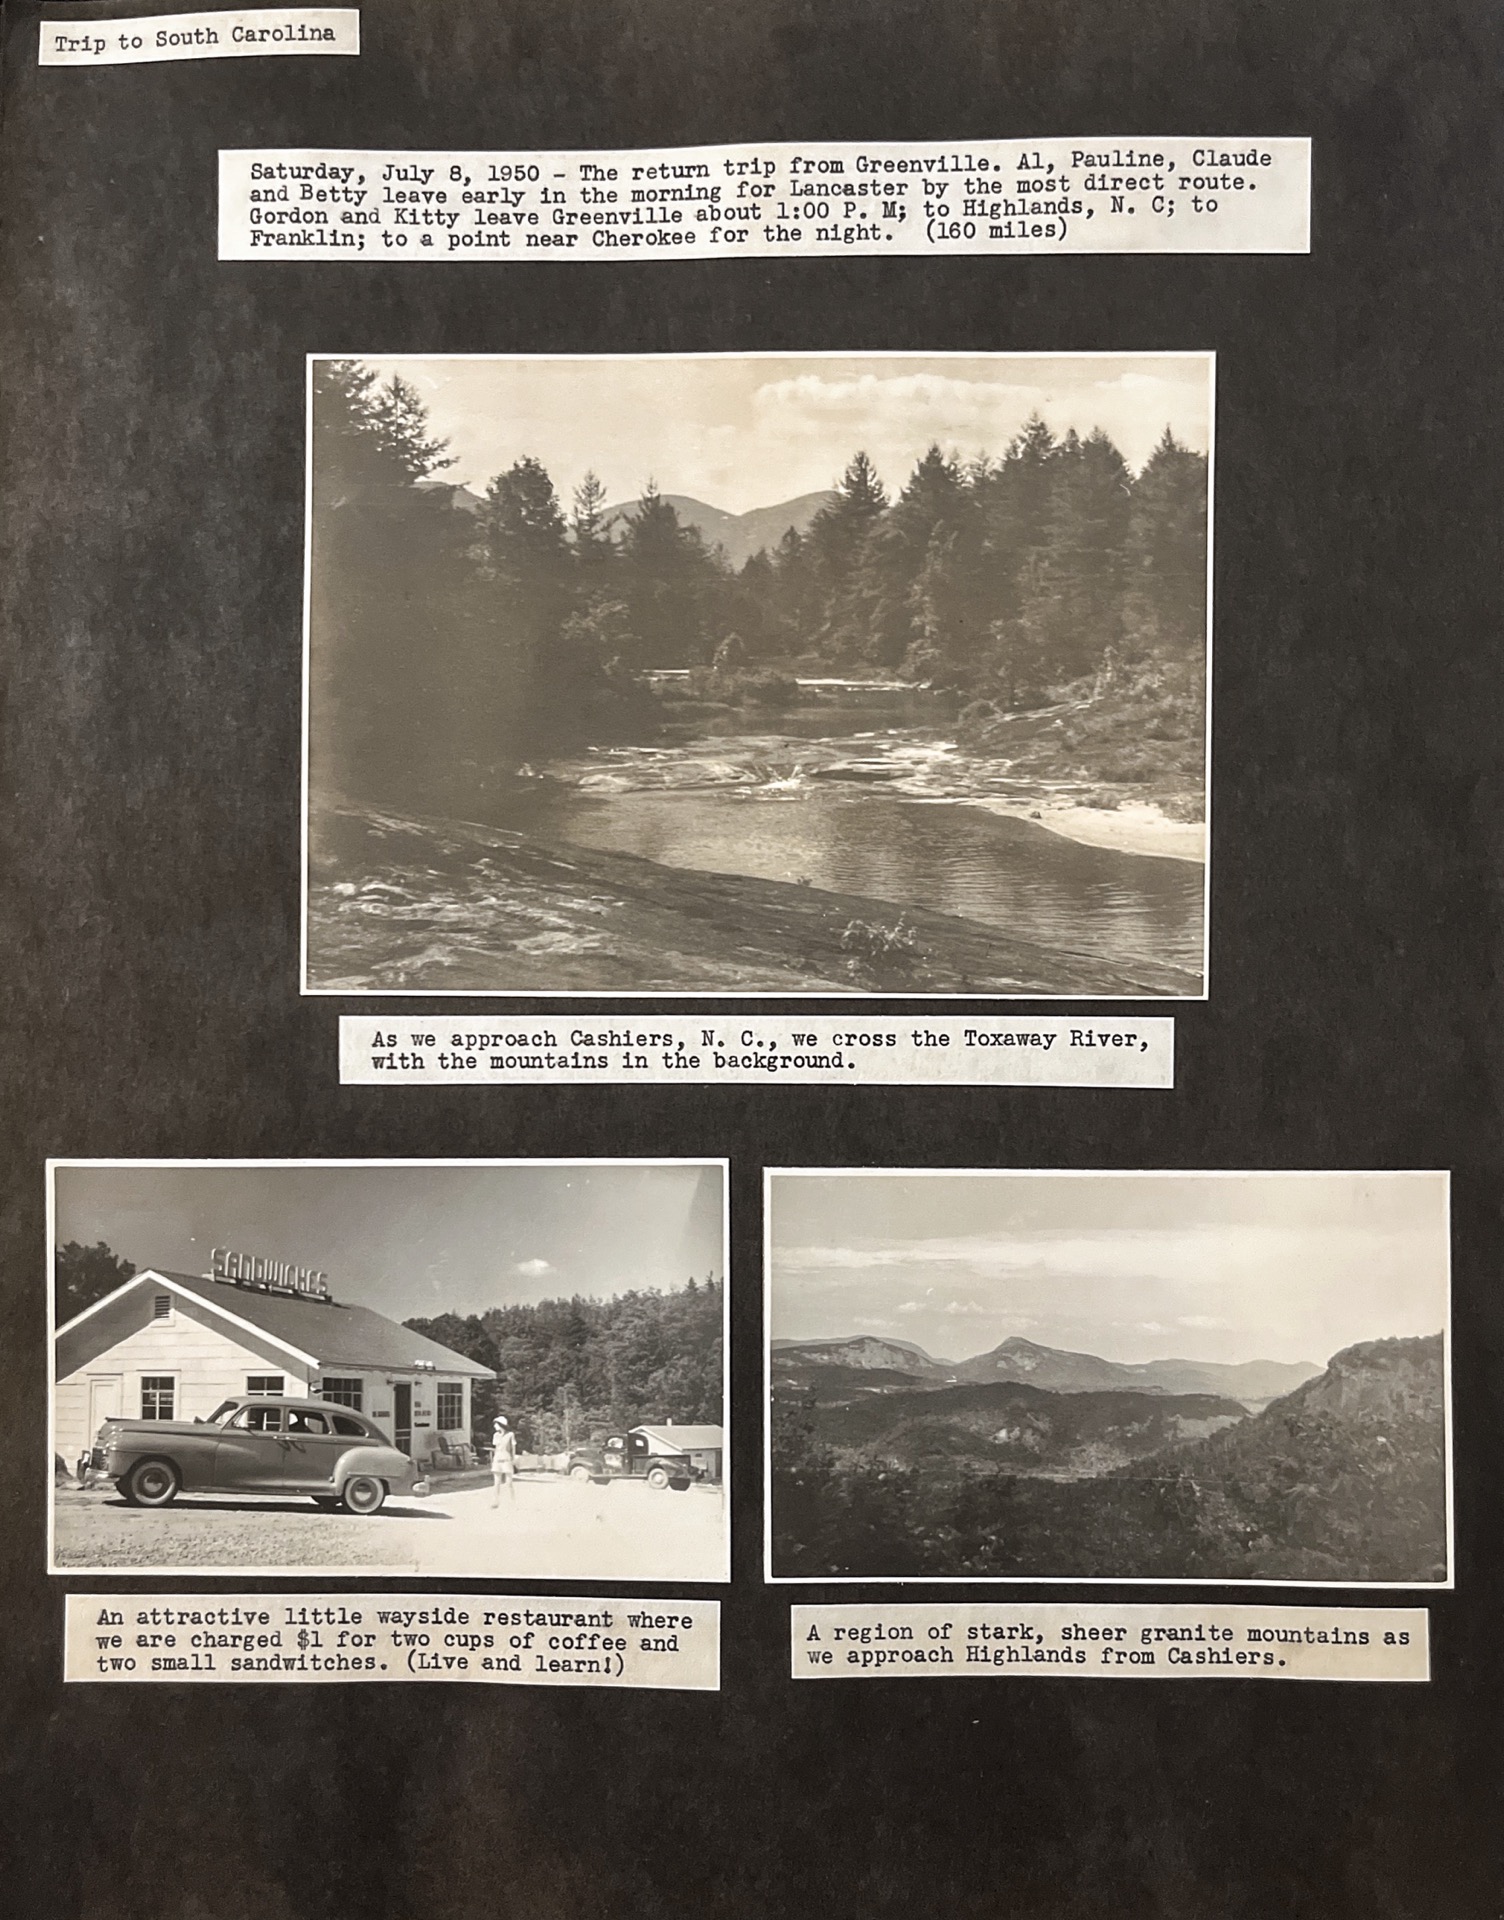 Trip to South Carolina
Saturday, July 8, 1950 - The return trip from Greenville. Al, Pauline, Claude
and Betty leave early in the morning for Lancaster by the most direct route.
Gordon and Kitty leave Greenville about 1:00 P. M; to Highlands, N. C; to
Franklin; to a point near Cherokee for the night. (160 miles)
As we approach Cashiers, N. C., we cross the Toxaway River,
with the mountains in the background.
SANDWICHES
An attractive little wayside restaurant where
we are charged $1 for two cups of coffee and
two small sandwitches. (Live and learn!)
A region of stark, sheer granite mountains as
we approach Highlands from Cashiers.